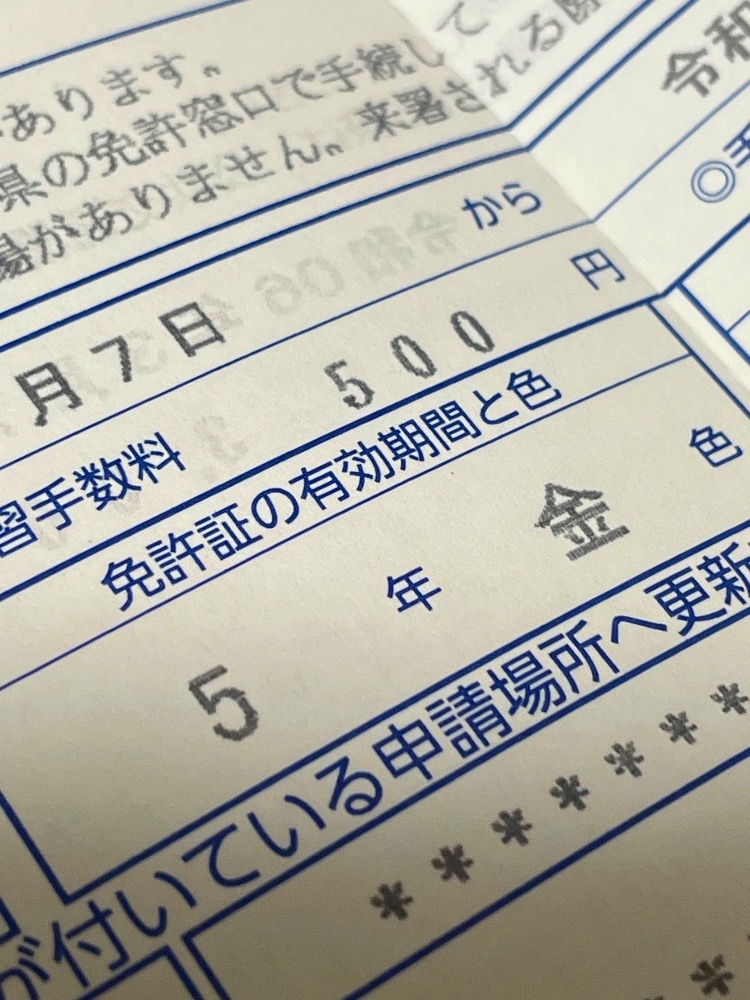 あります。
県の免許窓口で手続して
場がありません。来署される際
令和
から
月7日
円
習手数料 500
免許証の有効期間と色
5年 金色
が付いている申請場所へ更新
*******